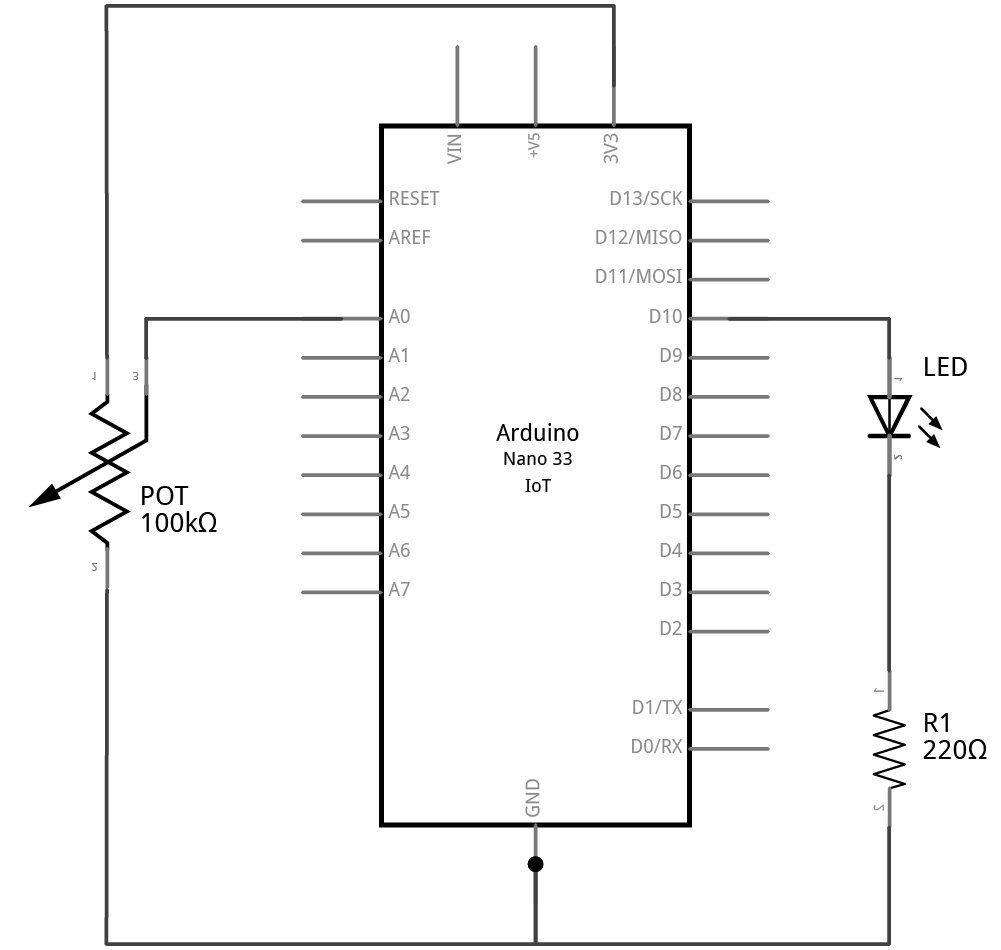 VIN
+V5
3V3
RESET
AREF
A0
A1
A2
A3
A4
A5
A6
A7
D13/SCK
D12/MISO
D11/MOSI
D10
D9
D8
D7
D6
D5
D4
D3
D2
D1/TX
D0/RX
GND
Arduino
Nano 33
IoT
1
3
2
POT
100kΩ
1
2
LED
1
2
R1
220Ω